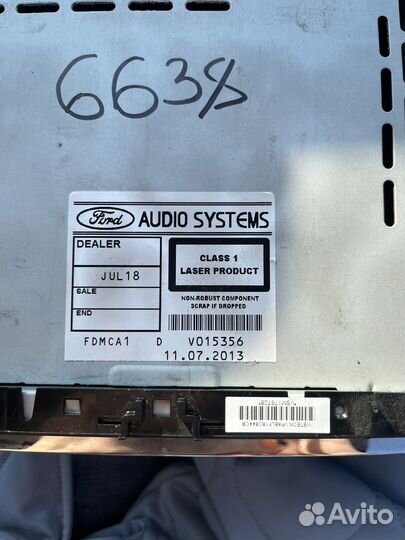 6638
Ford AUDIO SYSTEMS
DEALER
JUL18
SALE
END
CLASS 1
LASER PRODUCT
NON-ROBUST COMPONENT
SCRAP IF DROPPED
FDMCA1 D V015356
11.07.2013
Avito